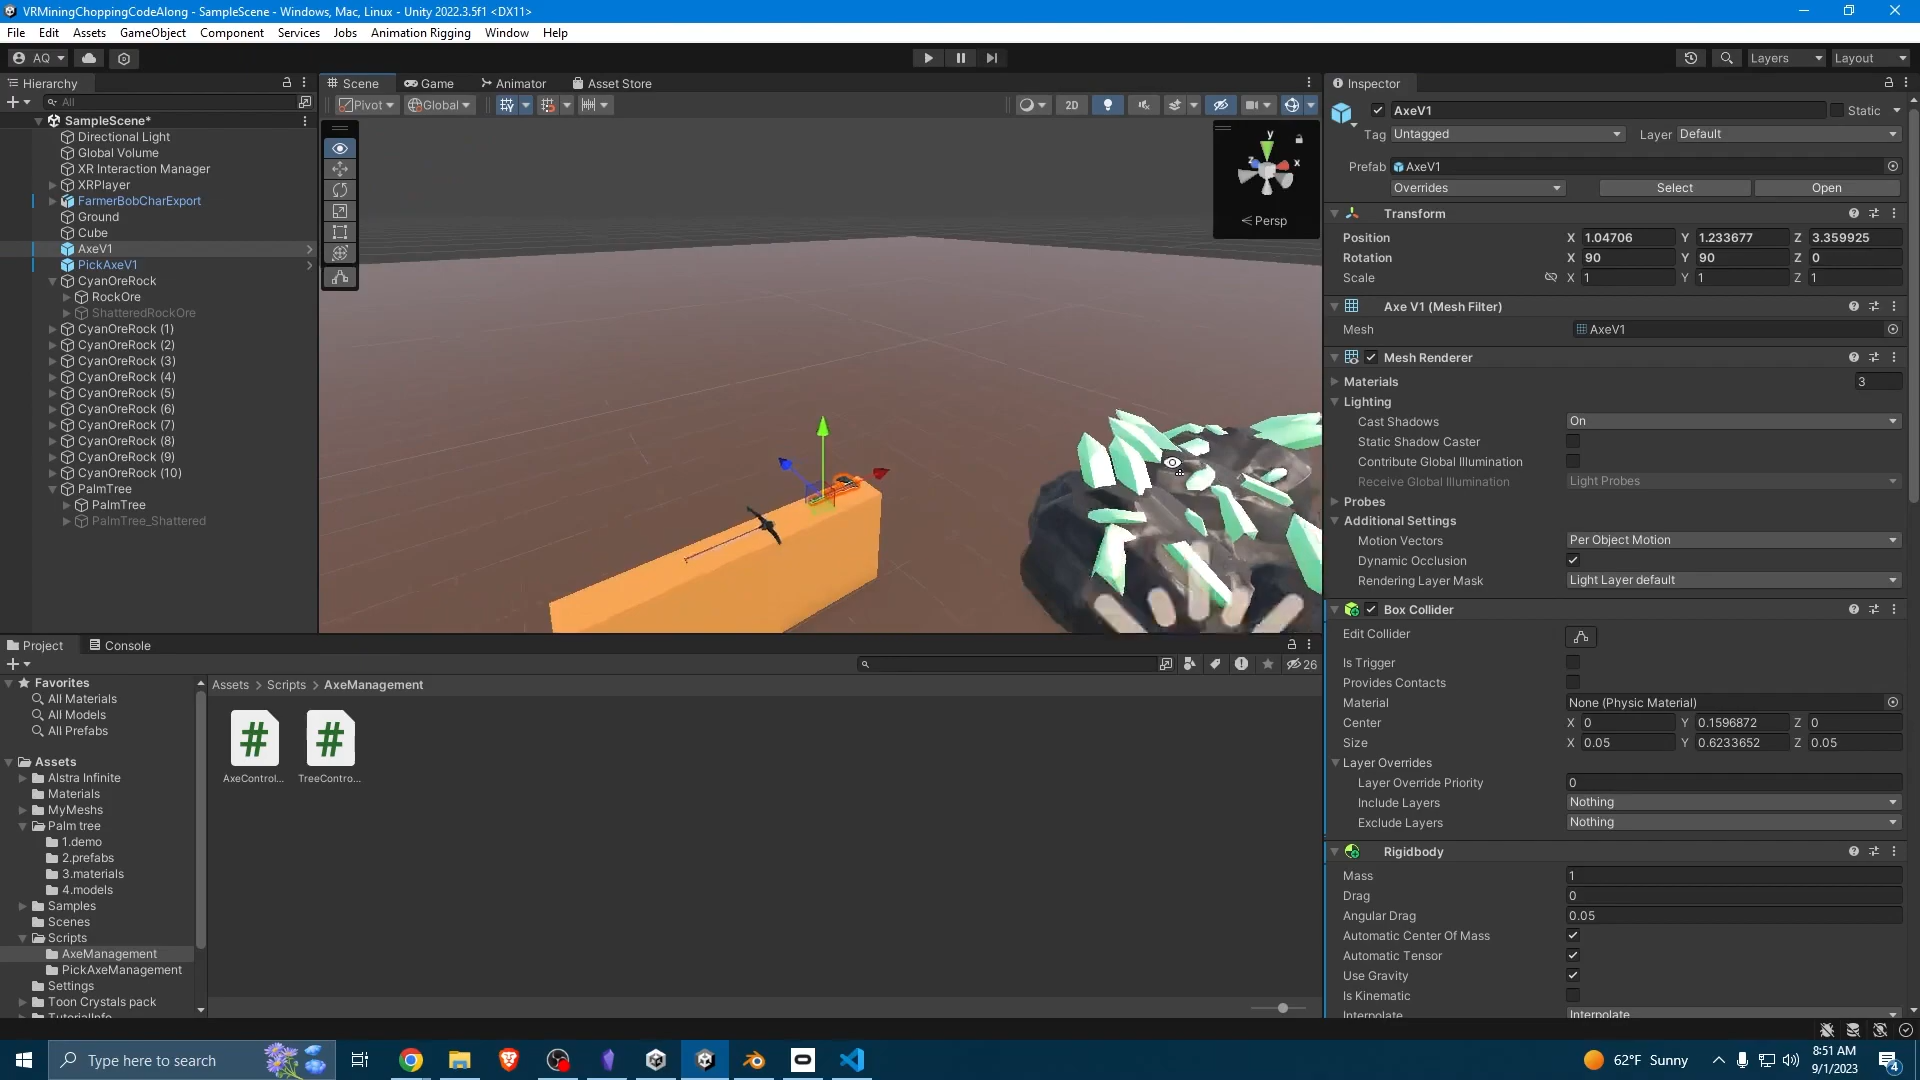 VRMiningChoppingCodeAlong - SampleScene - Windows, Mac, Linux - Unity 2022.3.5f1 <DX11>
File Edit Assets GameObject Component Services Jobs Animation Rigging Window Help
AQ
Layers
Layout
Hierarchy
All
SampleScene*
Directional Light
Global Volume
XR Interaction Manager
XRPlayer
FarmerBobCharExport
Ground
Cube
AxeV1
PickAxeV1
CyanOreRock
RockOre
ShatteredRockOre
CyanOreRock (1)
CyanOreRock (2)
CyanOreRock (3)
CyanOreRock (4)
CyanOreRock (5)
CyanOreRock (6)
CyanOreRock (7)
CyanOreRock (8)
CyanOreRock (9)
CyanOreRock (10)
PalmTree
PalmTree
PalmTree_Shattered
Scene Game Animator Asset Store
Pivot Global 2D
y
x
z
Persp
Inspector
AxeV1 Static
Tag Untagged Layer Default
Prefab AxeV1
Overrides Select Open
Transform
Position X 1.04706 Y 1.233677 Z 3.359925
Rotation X 90 Y 90 Z 0
Scale X 1 Y 1 Z 1
Axe V1 (Mesh Filter)
Mesh AxeV1
Mesh Renderer
Materials 3
Lighting
Cast Shadows On
Static Shadow Caster
Contribute Global Illumination
Receive Global Illumination Light Probes
Probes
Additional Settings
Motion Vectors Per Object Motion
Dynamic Occlusion
Rendering Layer Mask Light Layer default
Box Collider
Edit Collider
Is Trigger
Provides Contacts
Material None (Physic Material)
Center X 0 Y 0.1596872 Z 0
Size X 0.05 Y 0.6233652 Z 0.05
Layer Overrides
Layer Override Priority 0
Include Layers Nothing
Exclude Layers Nothing
Rigidbody
Mass 1
Drag 0
Angular Drag 0.05
Automatic Center Of Mass
Automatic Tensor
Use Gravity
Is Kinematic
Interpolate Interpolate
Project Console
26
Favorites
All Materials
All Models
All Prefabs
Assets
Alstra Infinite
Materials
MyMeshs
Palm tree
1.demo
2.prefabs
3.materials
4.models
Samples
Scenes
Scripts
AxeManagement
PickAxeManagement
Settings
Toon Crystals pack
TutorialInfo
Assets > Scripts > AxeManagement
AxeControl... TreeContro...
Type here to search
62°F Sunny
8:51 AM
9/1/2023
4